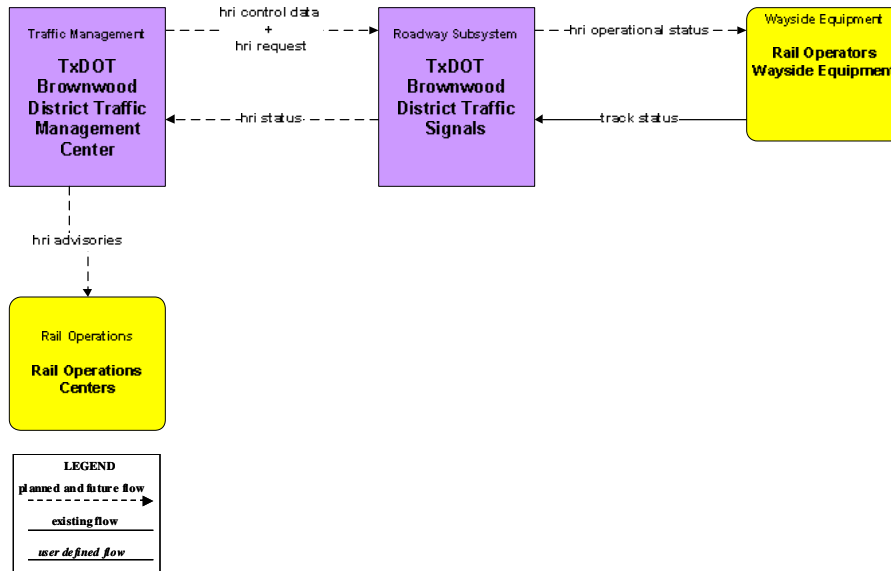 Traffic Management
TxDOT
Brownwood
District Traffic
Management
Center
hri control data
+
hri request
hri status
Roadway Subsystem
TxDOT
Brownwood
District Traffic
Signals
hri operational status
track status
Wayside Equipment
Rail Operators
Wayside Equipment
hri advisories
Rail Operations
Rail Operations
Centers
LEGEND
planned and future flow
existing flow
user defined flow